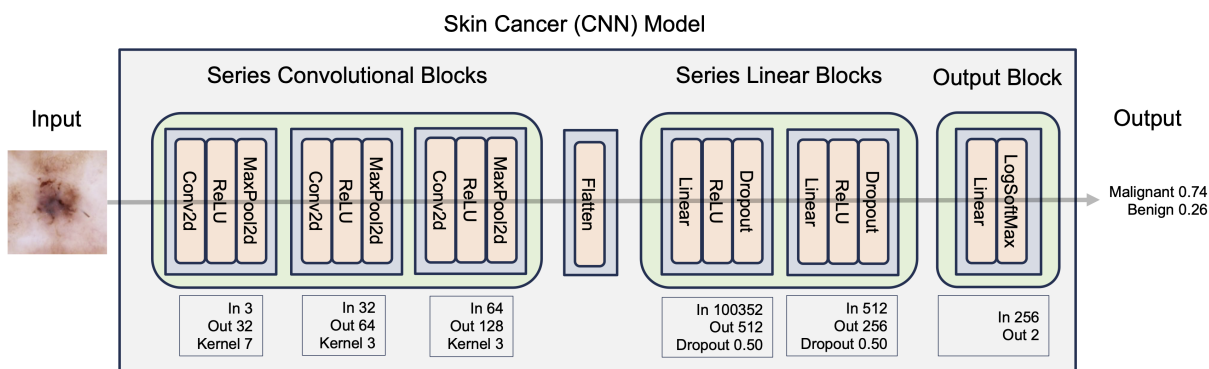 Skin Cancer (CNN) Model
Series Convolutional Blocks
Series Linear Blocks
Output Block
Input
Output
Conv2d
ReLU
MaxPool2d
Conv2d
ReLU
MaxPool2d
Conv2d
ReLU
MaxPool2d
Flatten
Linear
ReLU
Dropout
Linear
ReLU
Dropout
Linear
LogSoftMax
Malignant 0.74
Benign 0.26
In 3
Out 32
Kernel 7
In 32
Out 64
Kernel 3
In 64
Out 128
Kernel 3
In 100352
Out 512
Dropout 0.50
In 512
Out 256
Dropout 0.50
In 256
Out 2